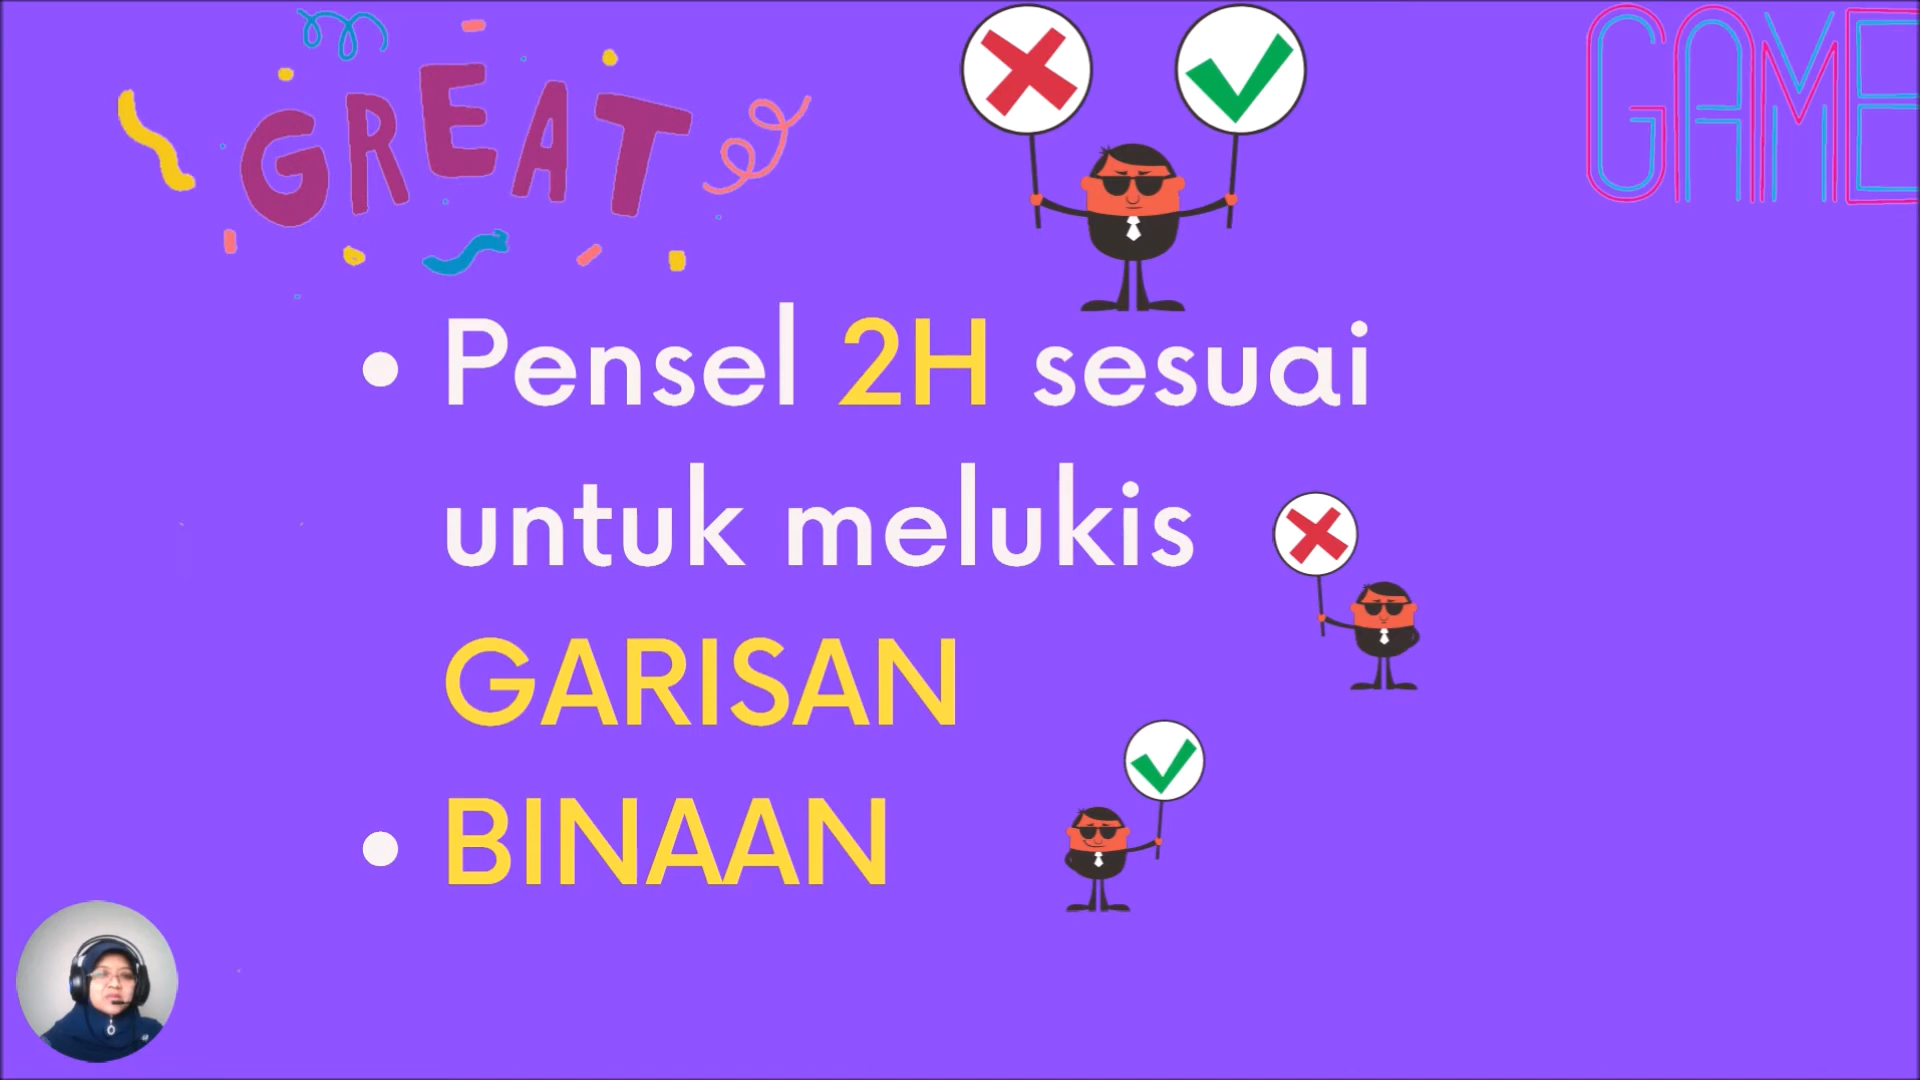 GREAT
GAME
• Pensel 2H sesuai
untuk melukis
GARISAN
• BINAAN